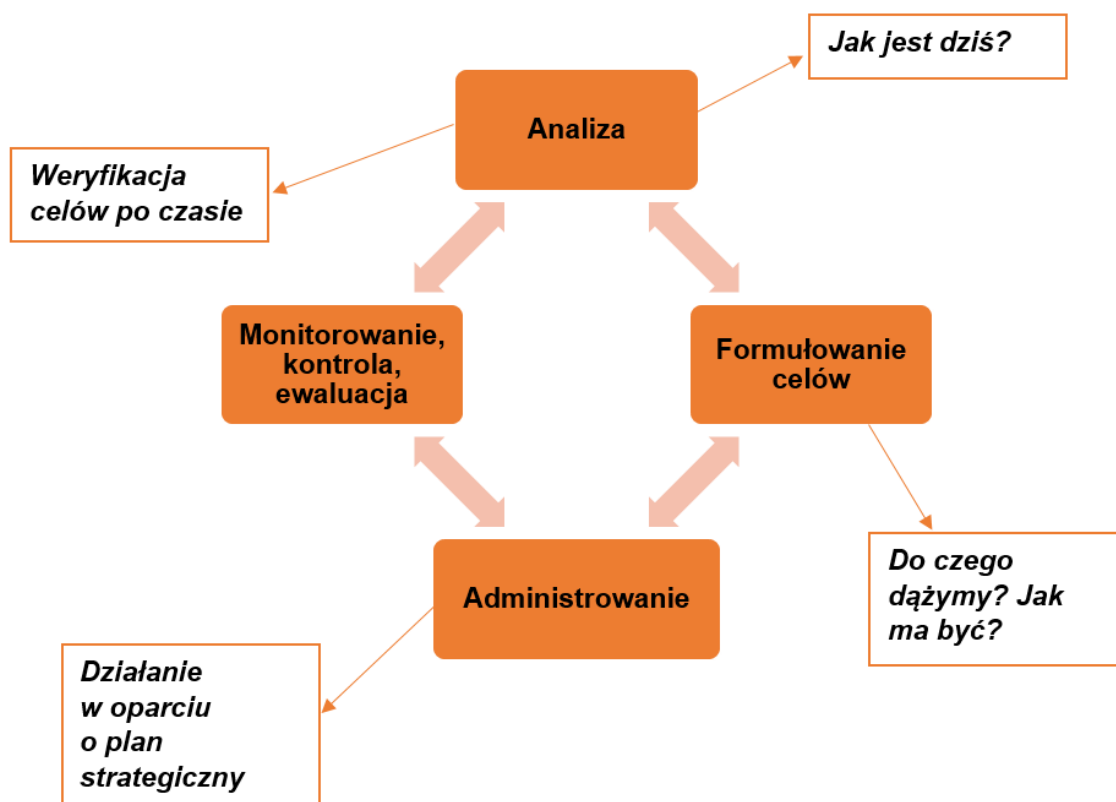 Jak jest dziś?
Analiza
Weryfikacja
celów po czasie
Monitorowanie,
kontrola,
ewaluacja
Formułowanie
celów
Administrowanie
Do czego
dążymy? Jak
ma być?
Działanie
w oparciu
o plan
strategiczny